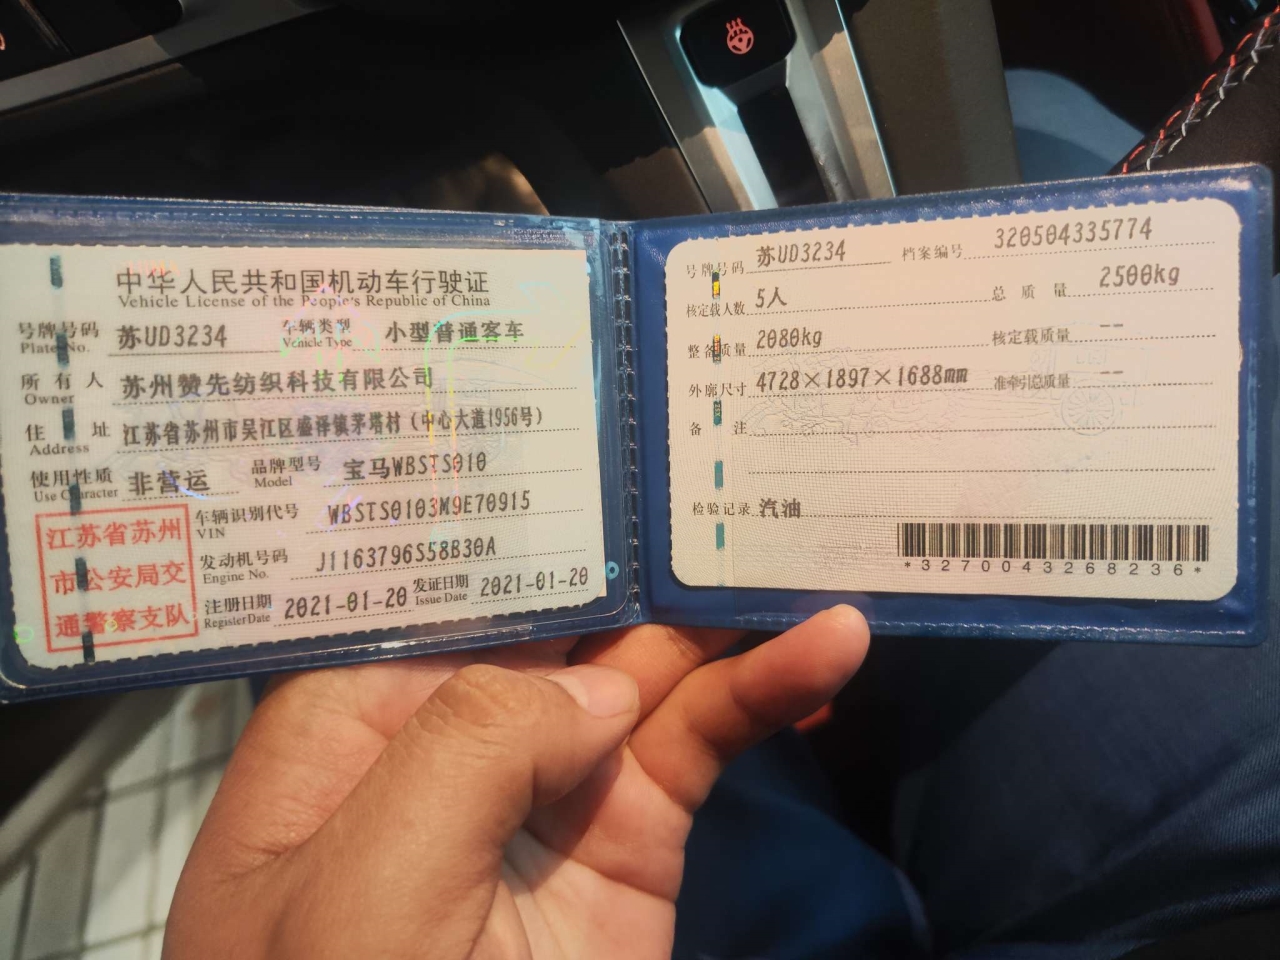 中华人民共和国机动车行驶证
Vehicle License of the People's Republic of China
号牌号码 苏UD3234 车辆类型 小型普通客车
Plate No. Vehicle Type
所有人 苏州赞先纺织科技有限公司
Owner
住址 江苏省苏州市吴江区盛泽镇茅塔村（中心大道1956号）
Address
使用性质 非营运 品牌型号 宝马WBSTS010
Use Character Model
江苏省苏州
市公安局交
通警察支队
车辆识别代号 WBSTS0103M9E70915
VIN
发动机号码 J1163796S58B30A
Engine No.
注册日期 2021-01-20 发证日期 2021-01-20
Register Date Issue Date
号牌号码 苏UD3234 档案编号 320504335774
核定载人数 5人 总质量 2500kg
整备质量 2080kg 核定载质量 --
外廓尺寸 4728×1897×1688mm 准牵引总质量 --
备注
检验记录 汽油
*3270043268236*